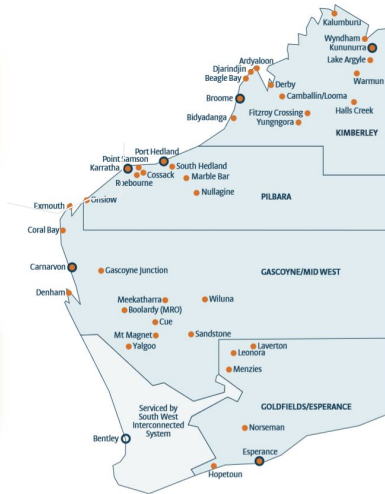 Kalumburu
Wyndham
Kununurra
Lake Argyle
Warmun
Halls Creek
Ardyaloon
Djarindjin
Beagle Bay
Derby
Camballin/Looma
Broome
Fitzroy Crossing
Yungngora
Bidyadanga
KIMBERLEY
Port Hedland
Point Samson
South Hedland
Karratha
Cossack
Marble Bar
Roebourne
Nullagine
PILBARA
Onslow
Exmouth
Coral Bay
Carnarvon
Gascoyne Junction
GASCOYNE/MID WEST
Denham
Meekatharra
Wiluna
Boolardy (MRO)
Cue
Mt Magnet
Sandstone
Yalgoo
Laverton
Leonora
Menzies
Serviced by
South West
Interconnected
System
GOLDFIELDS/ESPERANCE
Bentley
Norseman
Esperance
Hopetoun